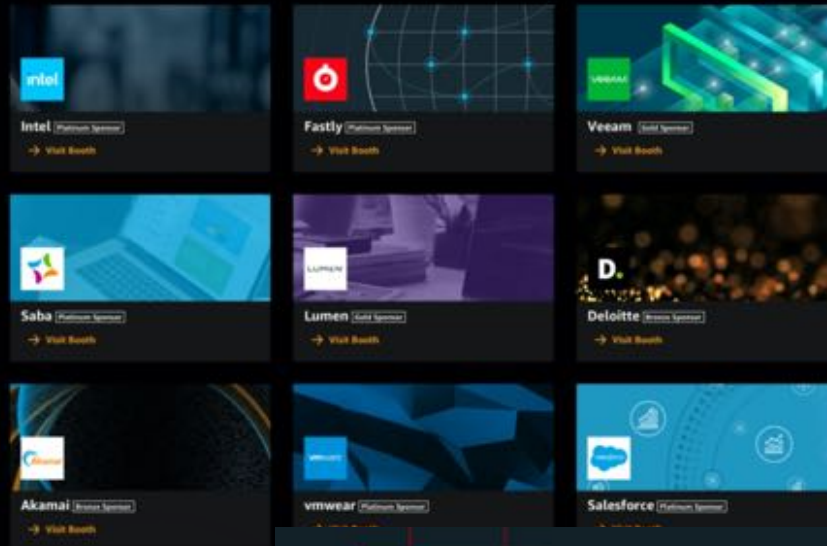 intel
Intel Platinum Sponsor
→ Visit Booth
Fastly Platinum Sponsor
→ Visit Booth
veeam
Veeam Gold Sponsor
→ Visit Booth
Saba Platinum Sponsor
→ Visit Booth
LUMEN
Lumen Gold Sponsor
→ Visit Booth
D.
Deloitte Bronze Sponsor
→ Visit Booth
Akamai
Akamai Bronze Sponsor
→ Visit Booth
vmware
vmwear Platinum Sponsor
salesforce
Salesforce Platinum Sponsor